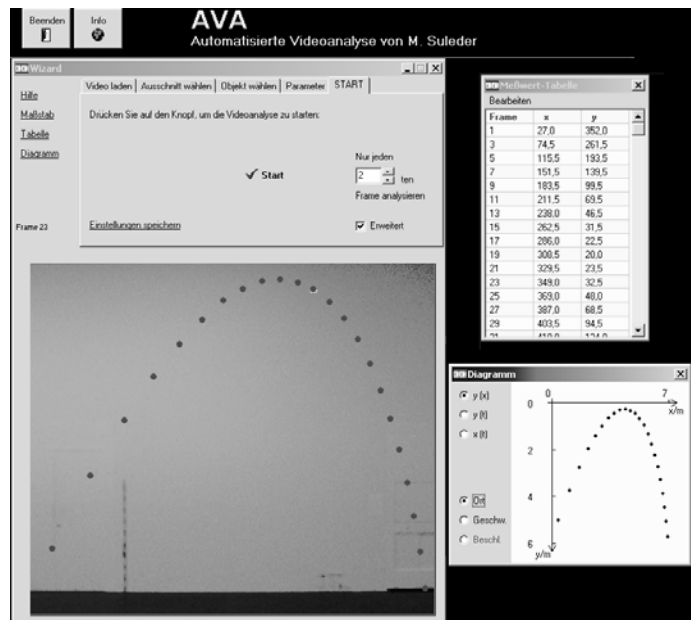 Beenden
Info
AVA
Automatisierte Videoanalyse von M. Suleder
Wizard
Hilfe
Maßstab
Tabelle
Diagramm
Frame 23
Video laden | Ausschnitt wählen | Objekt wählen | Parameter | START
Drücken Sie auf den Knopf, um die Videoanalyse zu starten:
Start
Nur jeden
2 ten
Frame analysieren
Einstellungen speichern
Erweitert
Meßwert-Tabelle
Bearbeiten
Frame x y
1 27,0 352,0
3 74,5 261,5
5 115,5 193,5
7 151,5 139,5
9 183,5 99,5
11 211,5 69,5
13 238,0 46,5
15 262,5 31,5
17 286,0 22,5
19 308,5 20,0
21 329,5 23,5
23 349,0 32,5
25 369,0 48,0
27 387,0 68,5
29 403,5 94,5
Diagramm
y (x)
y (t)
x (t)
Ort
Geschw.
Beschl.
0 7
x/m
0
2
4
6
y/m